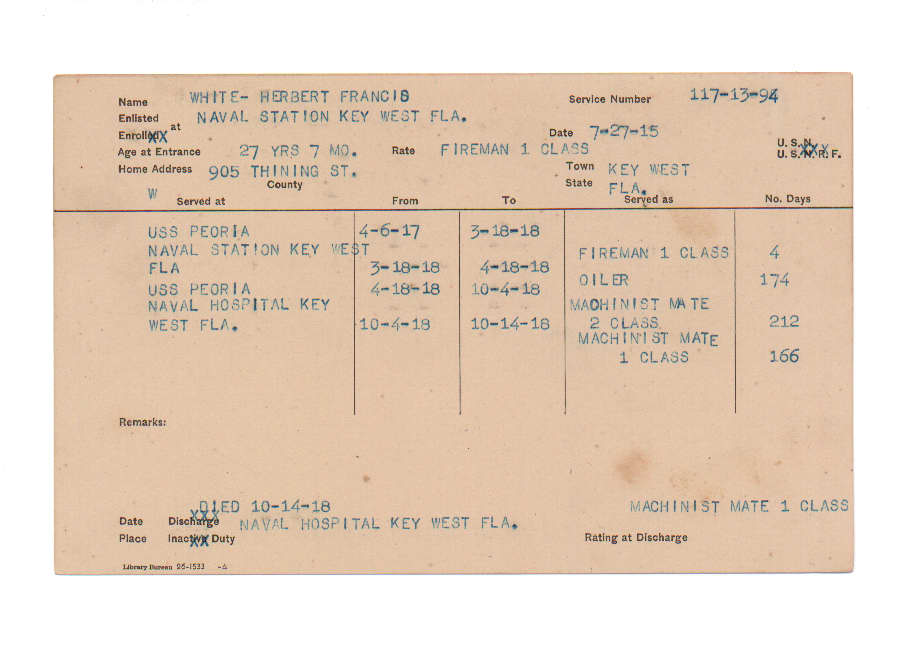 Name WHITE- HERBERT FRANCIS Service Number 117-13-94
Enlisted at NAVAL STATION KEY WEST FLA.
Enrolled XX Date 7-27-15
Age at Entrance 27 YRS 7 MO. Rate FIREMAN 1 CLASS U. S. N.
U. S. N. R. F. XXX
Home Address 905 THINING ST. Town KEY WEST
County State FLA.
W Served at From To Served as No. Days
USS PEORIA 4-6-17 3-18-18
NAVAL STATION KEY WEST FIREMAN 1 CLASS 4
FLA 3-18-18 4-18-18
USS PEORIA 4-18-18 10-4-18 OILER 174
NAVAL HOSPITAL KEY MACHINIST MATE
WEST FLA. 10-4-18 10-14-18 2 CLASS. 212
MACHINIST MATE
1 CLASS 166
Remarks:
DIED 10-14-18 MACHINIST MATE 1 CLASS
XXX
Date Discharge NAVAL HOSPITAL KEY WEST FLA.
Place Inactive Duty XX Rating at Discharge
Library Bureau 26-1533 -A